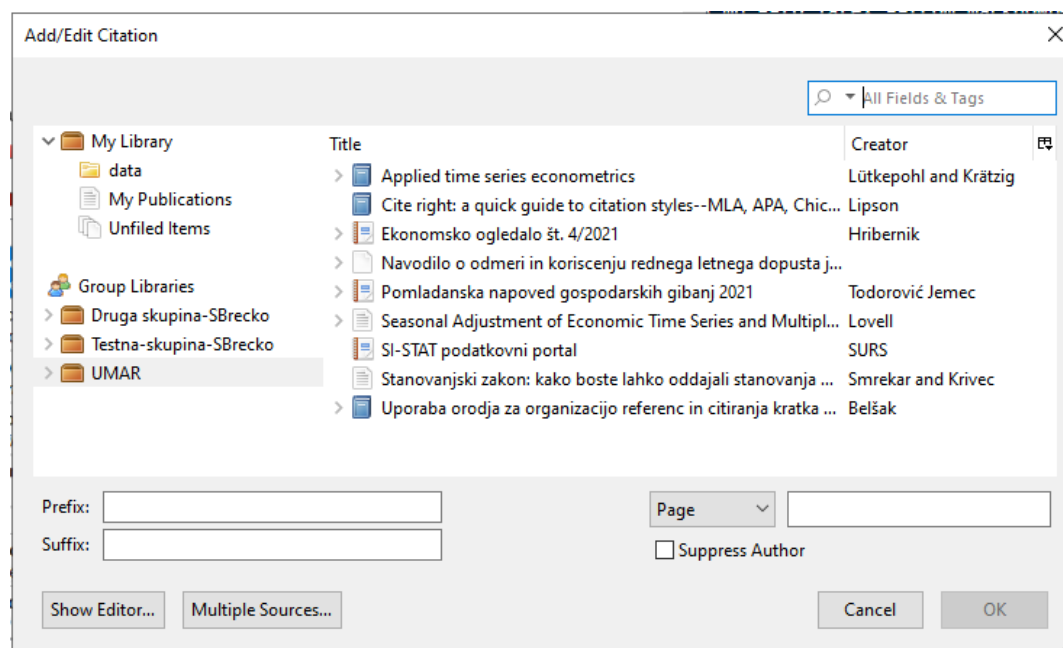 Add/Edit Citation
All Fields & Tags
My Library
data
My Publications
Unfiled Items
Group Libraries
Druga skupina-SBrecko
Testna-skupina-SBrecko
UMAR
Title Creator
Applied time series econometrics Lütkepohl and Krätzig
Cite right: a quick guide to citation styles--MLA, APA, Chic... Lipson
Ekonomsko ogledalo št. 4/2021 Hribernik
Navodilo o odmeri in koriscenju rednega letnega dopusta j...
Pomladanska napoved gospodarskih gibanj 2021 Todorović Jemec
Seasonal Adjustment of Economic Time Series and Multipl... Lovell
SI-STAT podatkovni portal SURS
Stanovanjski zakon: kako boste lahko oddajali stanovanja ... Smrekar and Krivec
Uporaba orodja za organizacijo referenc in citiranja kratka ... Belšak
Prefix:
Page
Suffix:
Suppress Author
Show Editor... Multiple Sources... Cancel OK